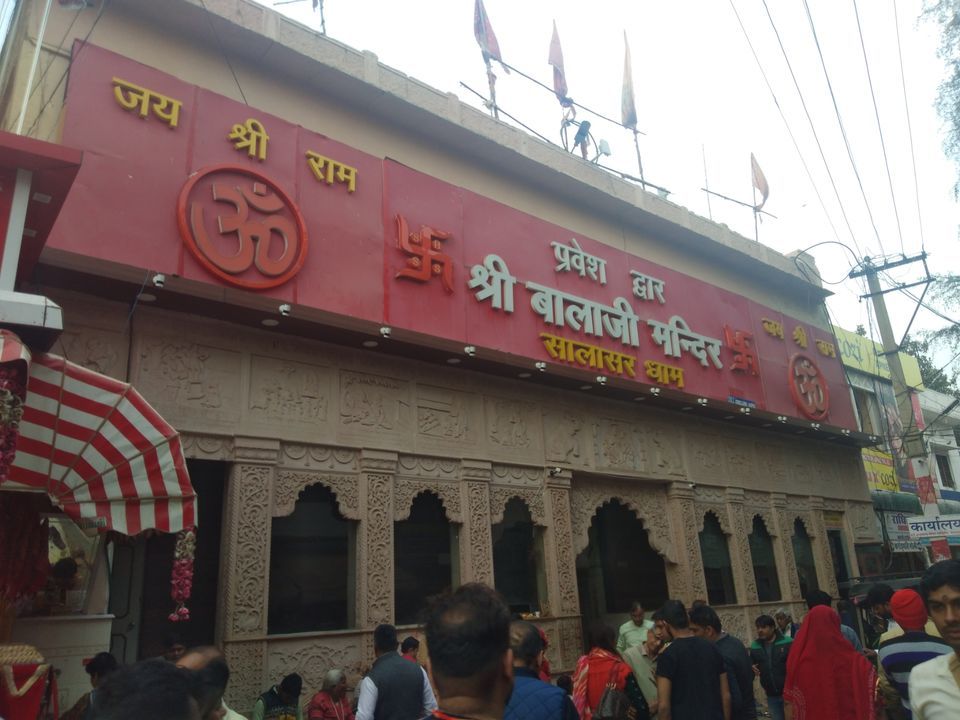 जय श्री राम
ॐ
प्रवेश द्वार
श्री बालाजी मन्दिर
सालासर धाम
जय श्री राम
ॐ
कार्यालय